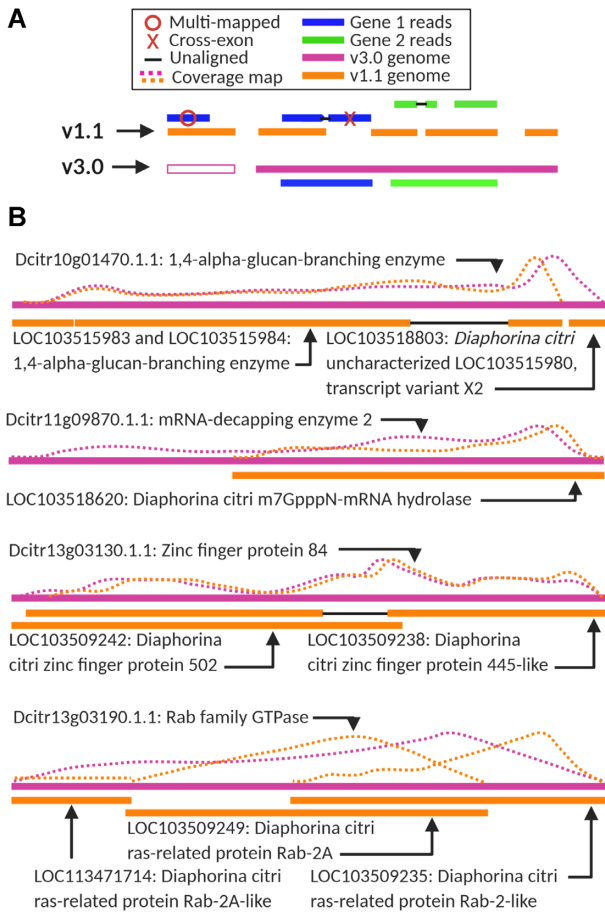 A
Multi-mapped
Cross-exon
Unaligned
Coverage map
Gene 1 reads
Gene 2 reads
v3.0 genome
v1.1 genome
v1.1
v3.0
B
Dcitr10g01470.1.1: 1,4-alpha-glucan-branching enzyme
LOC103515983 and LOC103515984:
1,4-alpha-glucan-branching enzyme
LOC103518803: Diaphorina citri
uncharacterized LOC103515980,
transcript variant X2
Dcitr11g09870.1.1: mRNA-decapping enzyme 2
LOC103518620: Diaphorina citri m7GpppN-mRNA hydrolase
Dcitr13g03130.1.1: Zinc finger protein 84
LOC103509242: Diaphorina
citri zinc finger protein 502
LOC103509238: Diaphorina
citri zinc finger protein 445-like
Dcitr13g03190.1.1: Rab family GTPase
LOC103509249: Diaphorina citri
ras-related protein Rab-2A
LOC113471714: Diaphorina citri
ras-related protein Rab-2A-like
LOC103509235: Diaphorina citri
ras-related protein Rab-2-like